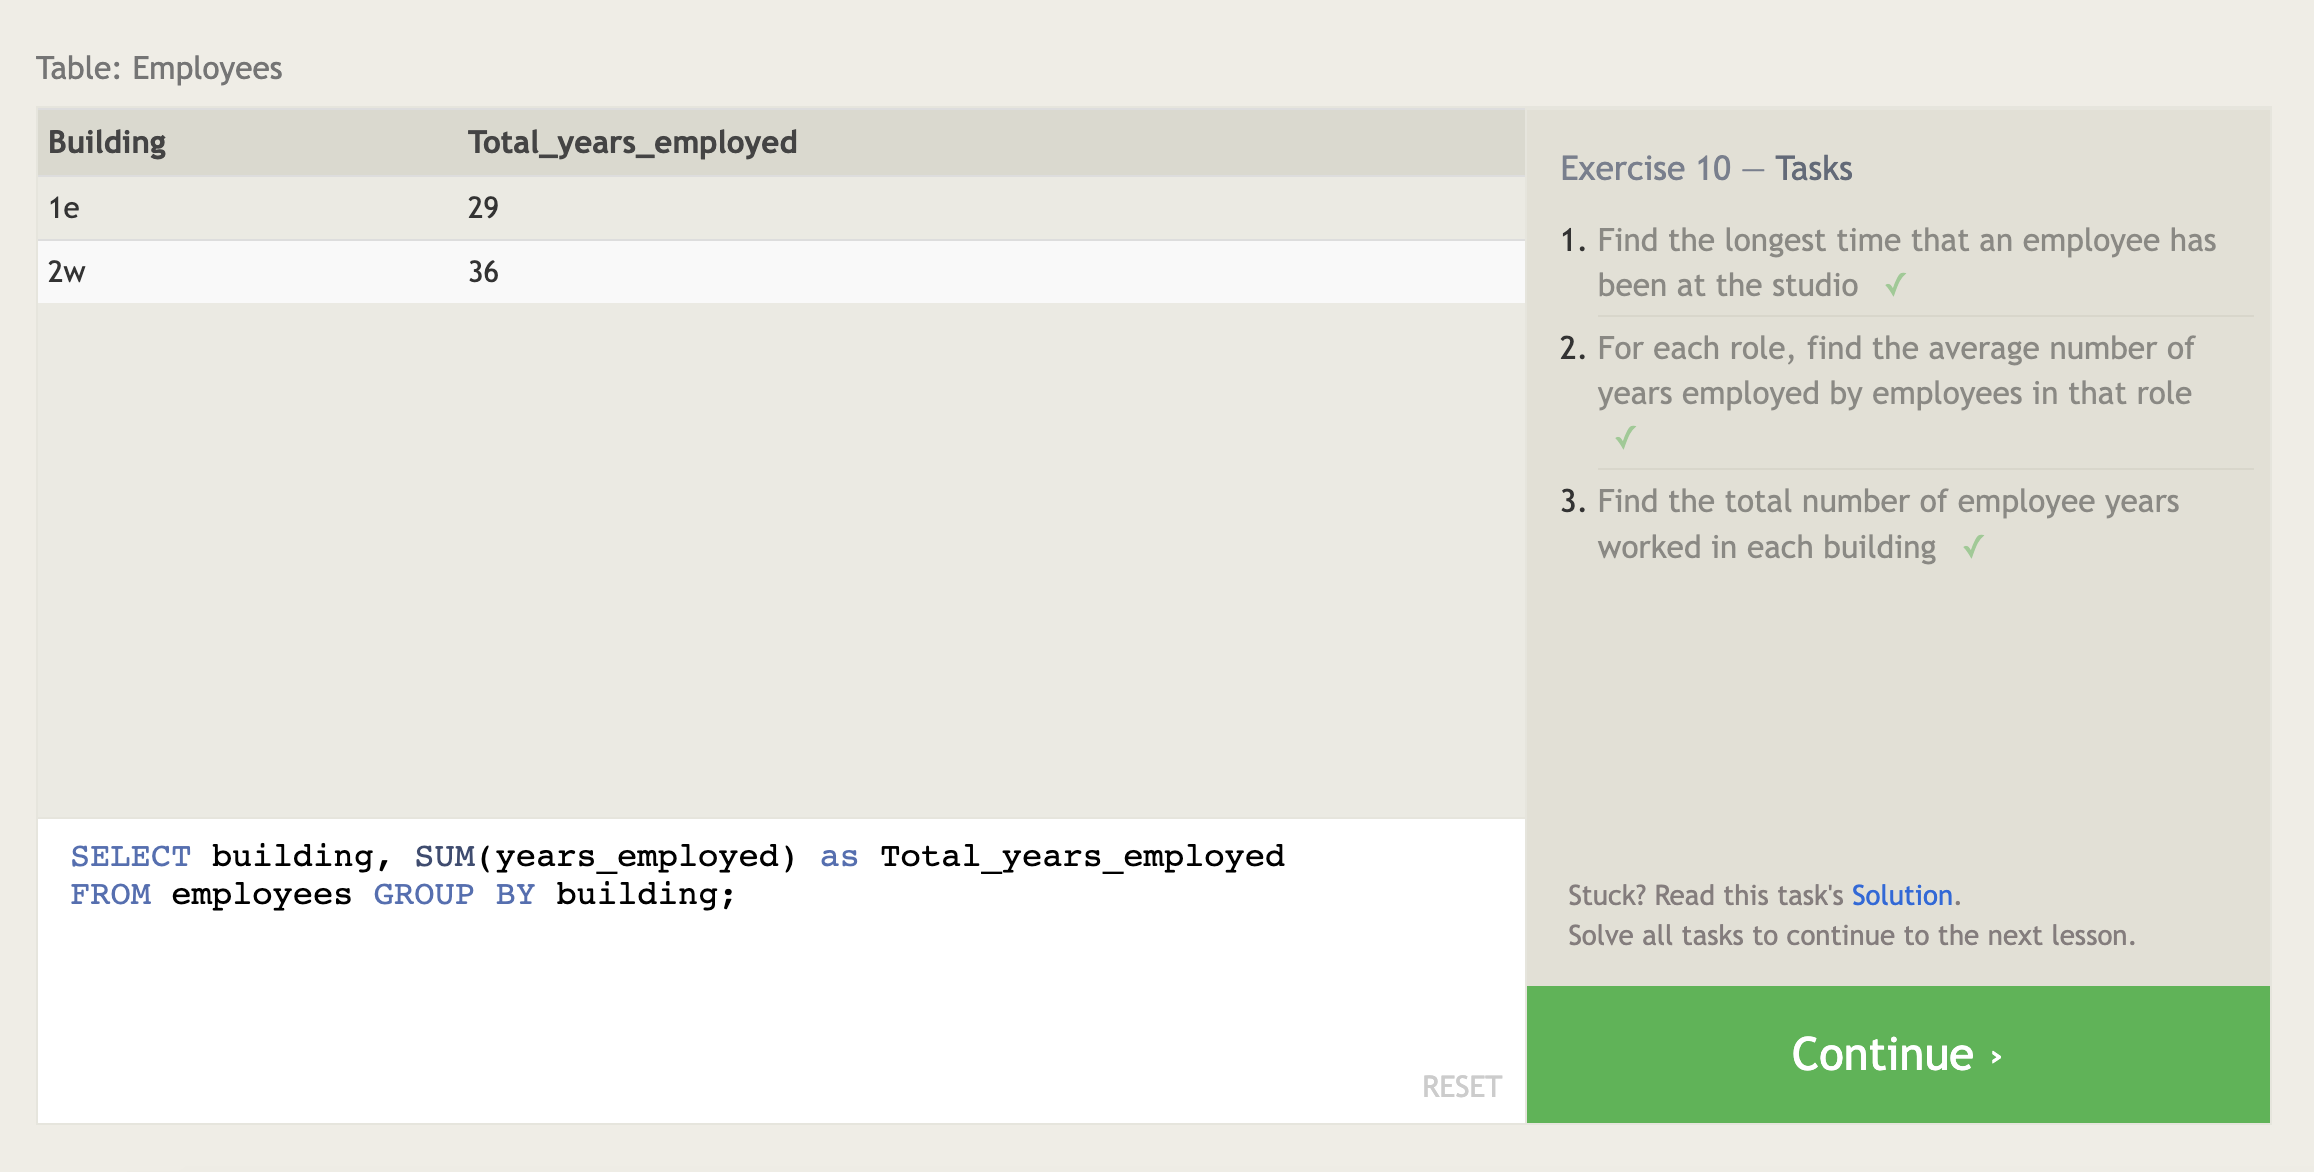 Table: Employees
Building Total_years_employed
1e 29
2w 36
SELECT building, SUM(years_employed) as Total_years_employed
FROM employees GROUP BY building;
RESET
Exercise 10 — Tasks
1. Find the longest time that an employee has
been at the studio ✓
2. For each role, find the average number of
years employed by employees in that role
✓
3. Find the total number of employee years
worked in each building ✓
Stuck? Read this task's Solution.
Solve all tasks to continue to the next lesson.
Continue ›